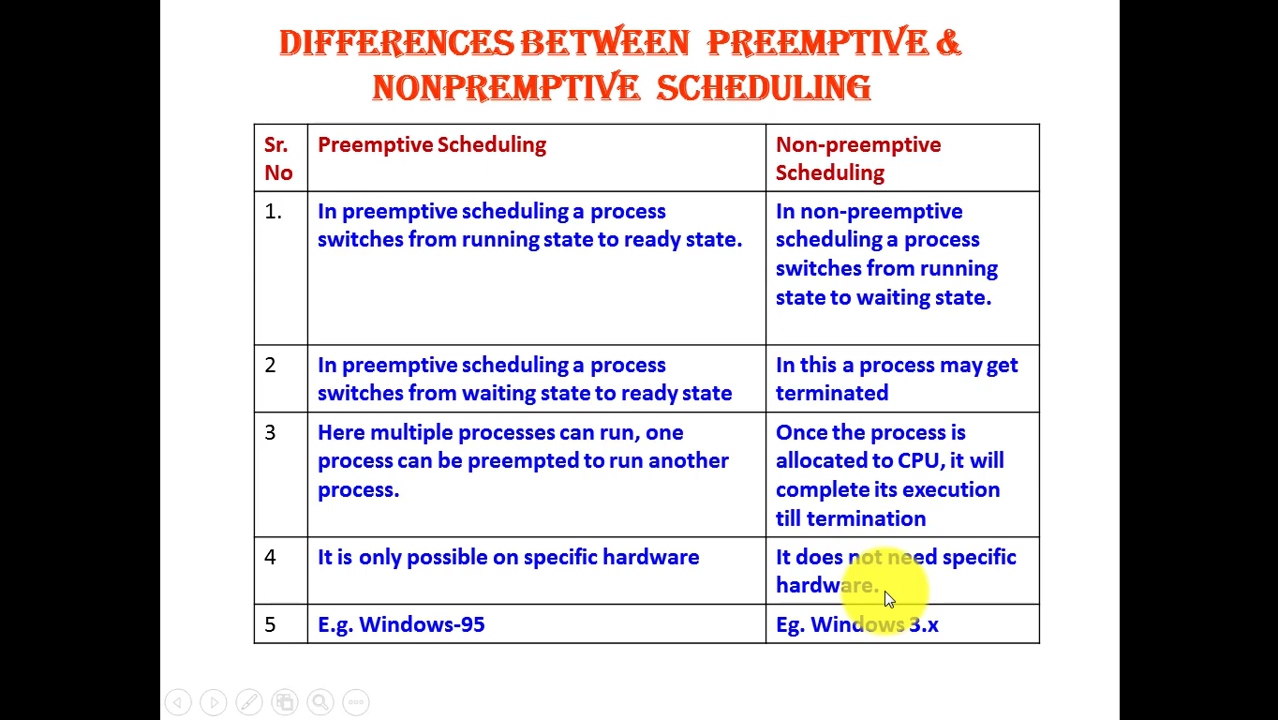 DIFFERENCES BETWEEN PREEMPTIVE &
NONPREMPTIVE SCHEDULING
Sr.
No
Preemptive Scheduling
Non-preemptive
Scheduling
1.
In preemptive scheduling a process
switches from running state to ready state.
In non-preemptive
scheduling a process
switches from running
state to waiting state.
2
In preemptive scheduling a process
switches from waiting state to ready state
In this a process may get
terminated
3
Here multiple processes can run, one
process can be preempted to run another
process.
Once the process is
allocated to CPU, it will
complete its execution
till termination
4
It is only possible on specific hardware
It does not need specific
hardware.
5
E.g. Windows-95
Eg. Windows 3.x